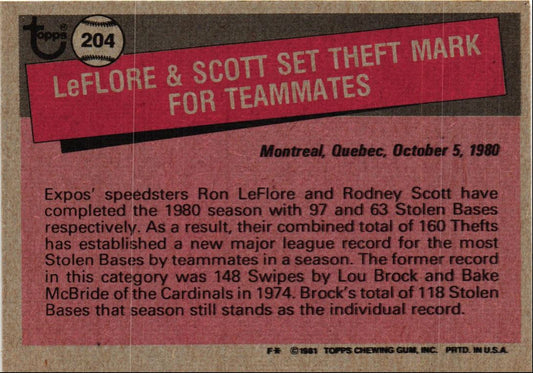 topps
204
LeFLORE & SCOTT SET THEFT MARK
FOR TEAMMATES
Montreal, Quebec, October 5, 1980
Expos' speedsters Ron LeFlore and Rodney Scott have
completed the 1980 season with 97 and 63 Stolen Bases
respectively. As a result, their combined total of 160 Thefts
has established a new major league record for the most
Stolen Bases by teammates in a season. The former record
in this category was 148 Swipes by Lou Brock and Bake
McBride of the Cardinals in 1974. Brock's total of 118 Stolen
Bases that season still stands as the individual record.
F* ©1981 TOPPS CHEWING GUM, INC. PRTD. IN U.S.A.